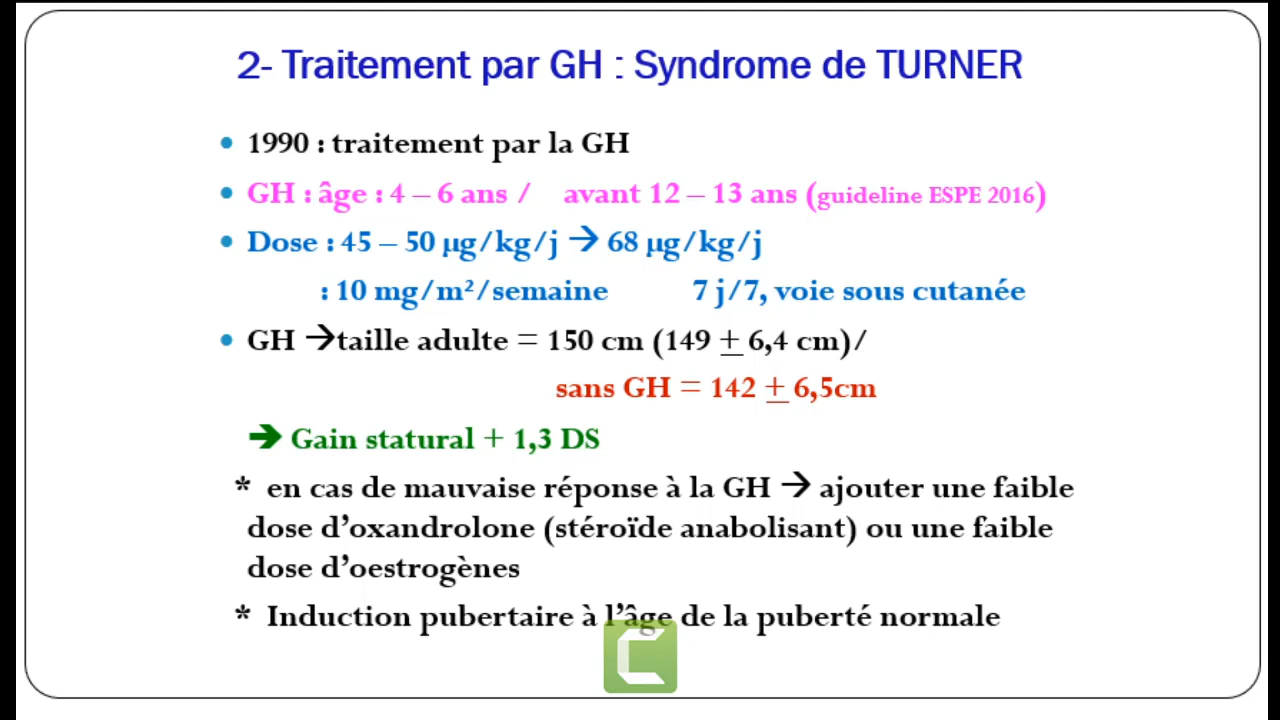 2- Traitement par GH : Syndrome de TURNER
• 1990 : traitement par la GH
• GH : âge : 4 – 6 ans / avant 12 – 13 ans (guideline ESPE 2016)
• Dose : 45 – 50 µg/kg/j → 68 µg/kg/j
: 10 mg/m²/semaine 7 j/7, voie sous cutanée
• GH →taille adulte = 150 cm (149 + 6,4 cm)/
sans GH = 142 + 6,5cm
➔ Gain statural + 1,3 DS
* en cas de mauvaise réponse à la GH → ajouter une faible
dose d’oxandrolone (stéroïde anabolisant) ou une faible
dose d’oestrogènes
* Induction pubertaire à l’âge de la puberté normale